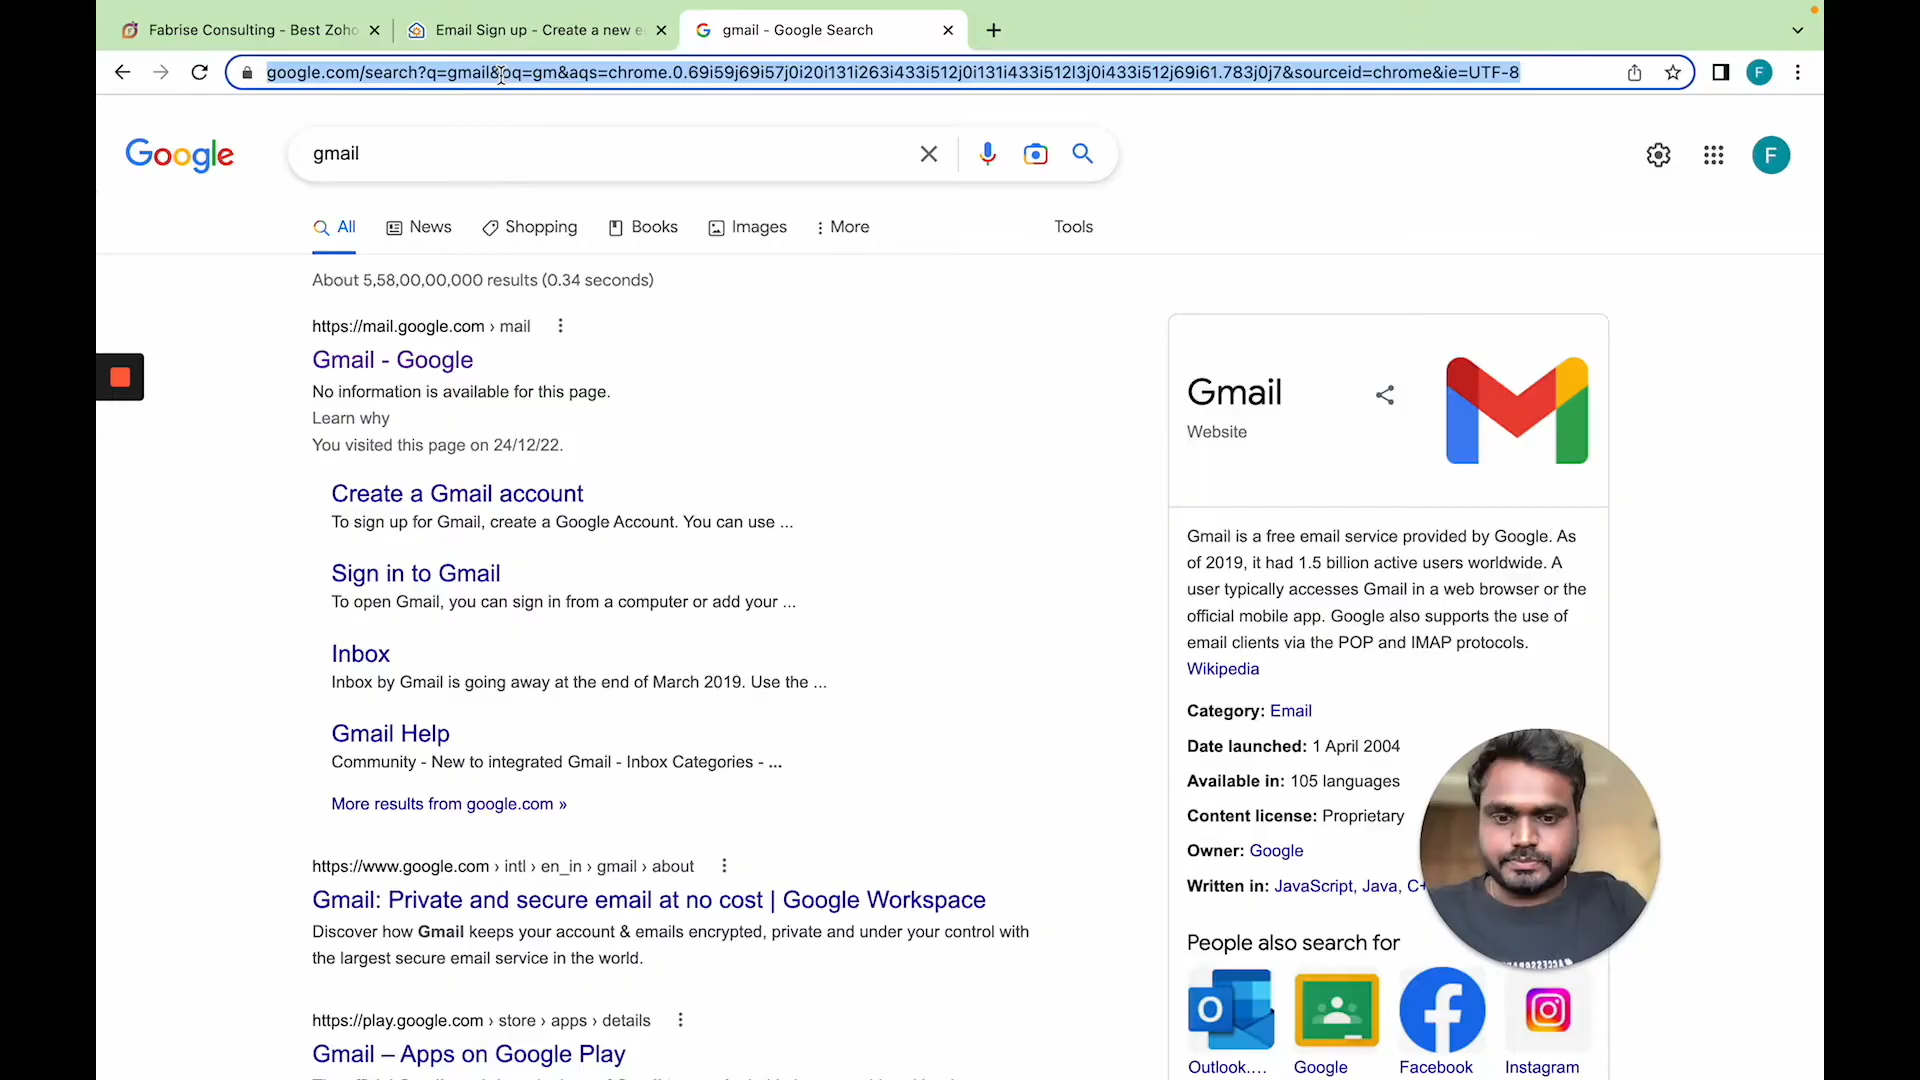 Fabrise Consulting - Best Zoho
Email Sign up - Create a new e
gmail - Google Search
google.com/search?q=gmail&oq=gm&aqs=chrome.0.69i59j69i57j0i20i131i263i433i512j0i131i433i512l3j0i433i512j69i61.783j0j7&sourceid=chrome&ie=UTF-8
F
Google
gmail
F
All
News
Shopping
Books
Images
More
Tools
About 5,58,00,00,000 results (0.34 seconds)
https://mail.google.com › mail
Gmail - Google
No information is available for this page.
Learn why
You visited this page on 24/12/22.
Create a Gmail account
To sign up for Gmail, create a Google Account. You can use ...
Sign in to Gmail
To open Gmail, you can sign in from a computer or add your ...
Inbox
Inbox by Gmail is going away at the end of March 2019. Use the ...
Gmail Help
Community - New to integrated Gmail - Inbox Categories - ...
More results from google.com »
https://www.google.com › intl › en_in › gmail › about
Gmail: Private and secure email at no cost | Google Workspace
Discover how Gmail keeps your account & emails encrypted, private and under your control with
the largest secure email service in the world.
https://play.google.com › store › apps › details
Gmail – Apps on Google Play
Gmail
Website
Gmail is a free email service provided by Google. As
of 2019, it had 1.5 billion active users worldwide. A
user typically accesses Gmail in a web browser or the
official mobile app. Google also supports the use of
email clients via the POP and IMAP protocols.
Wikipedia
Category: Email
Date launched: 1 April 2004
Available in: 105 languages
Content license: Proprietary
Owner: Google
Written in: JavaScript, Java, C+
People also search for
Outlook....
Google
Facebook
Instagram